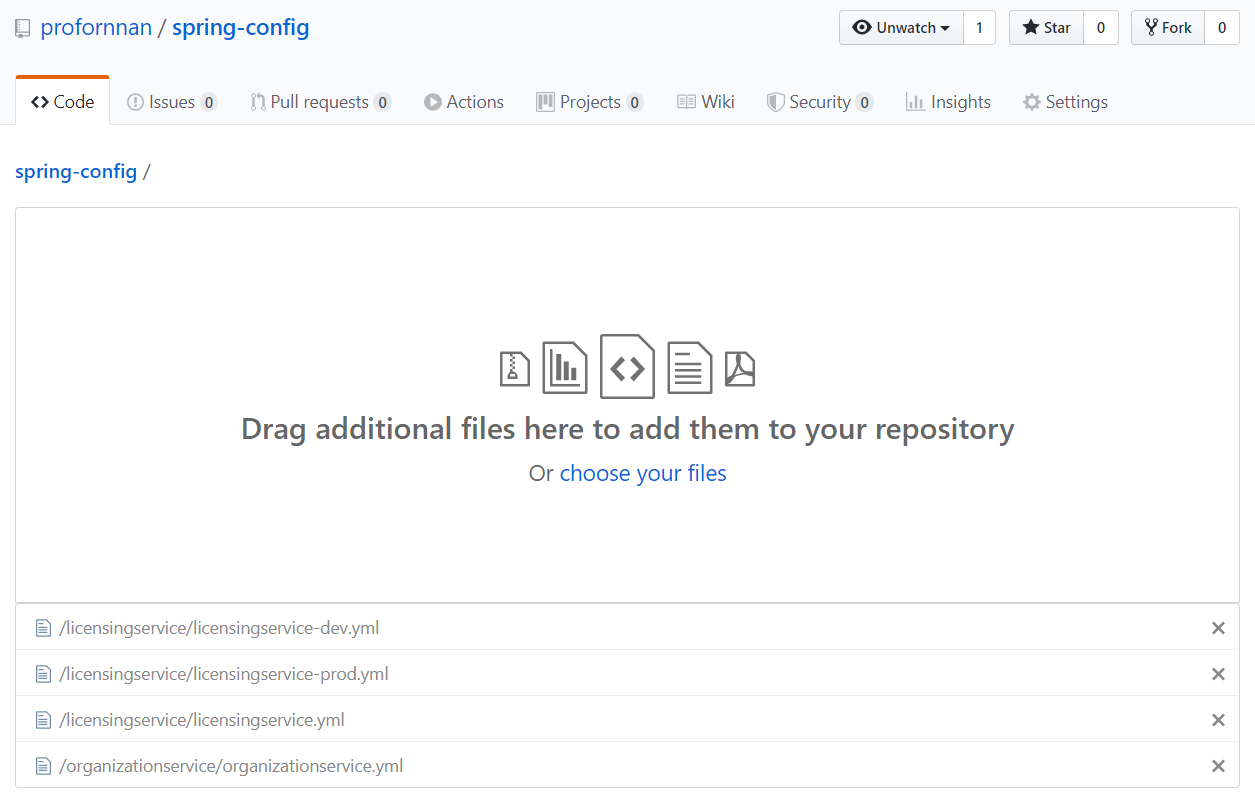 profornnan / spring-config Unwatch 1 Star 0 Fork 0
Code Issues 0 Pull requests 0 Actions Projects 0 Wiki Security 0 Insights Settings
spring-config /
Drag additional files here to add them to your repository
Or choose your files
/licensingservice/licensingservice-dev.yml
/licensingservice/licensingservice-prod.yml
/licensingservice/licensingservice.yml
/organizationservice/organizationservice.yml